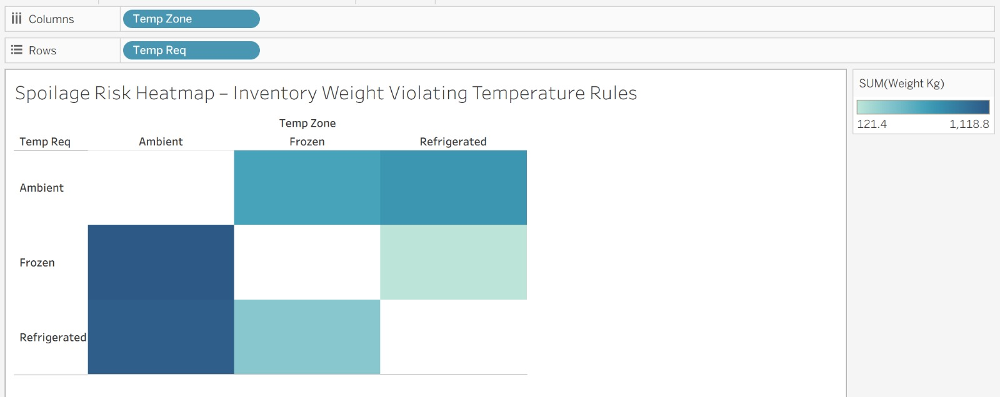 Columns
Temp Zone
Rows
Temp Req
Spoilage Risk Heatmap – Inventory Weight Violating Temperature Rules
SUM(Weight Kg)
121.4 1,118.8
Temp Zone
Temp Req Ambient Frozen Refrigerated
Ambient
Frozen
Refrigerated